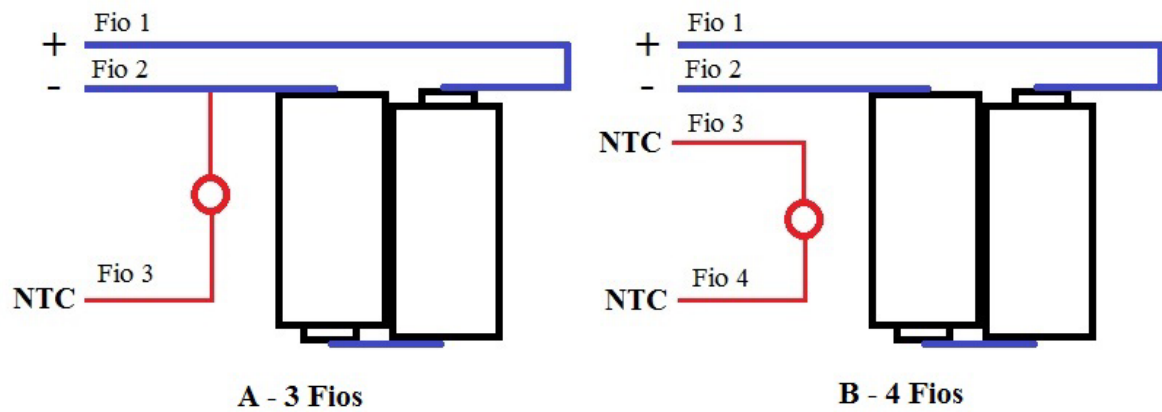 Fio 1
+
Fio 2
-
Fio 3
NTC
A - 3 Fios
Fio 1
+
Fio 2
-
Fio 3
NTC
Fio 4
NTC
B - 4 Fios